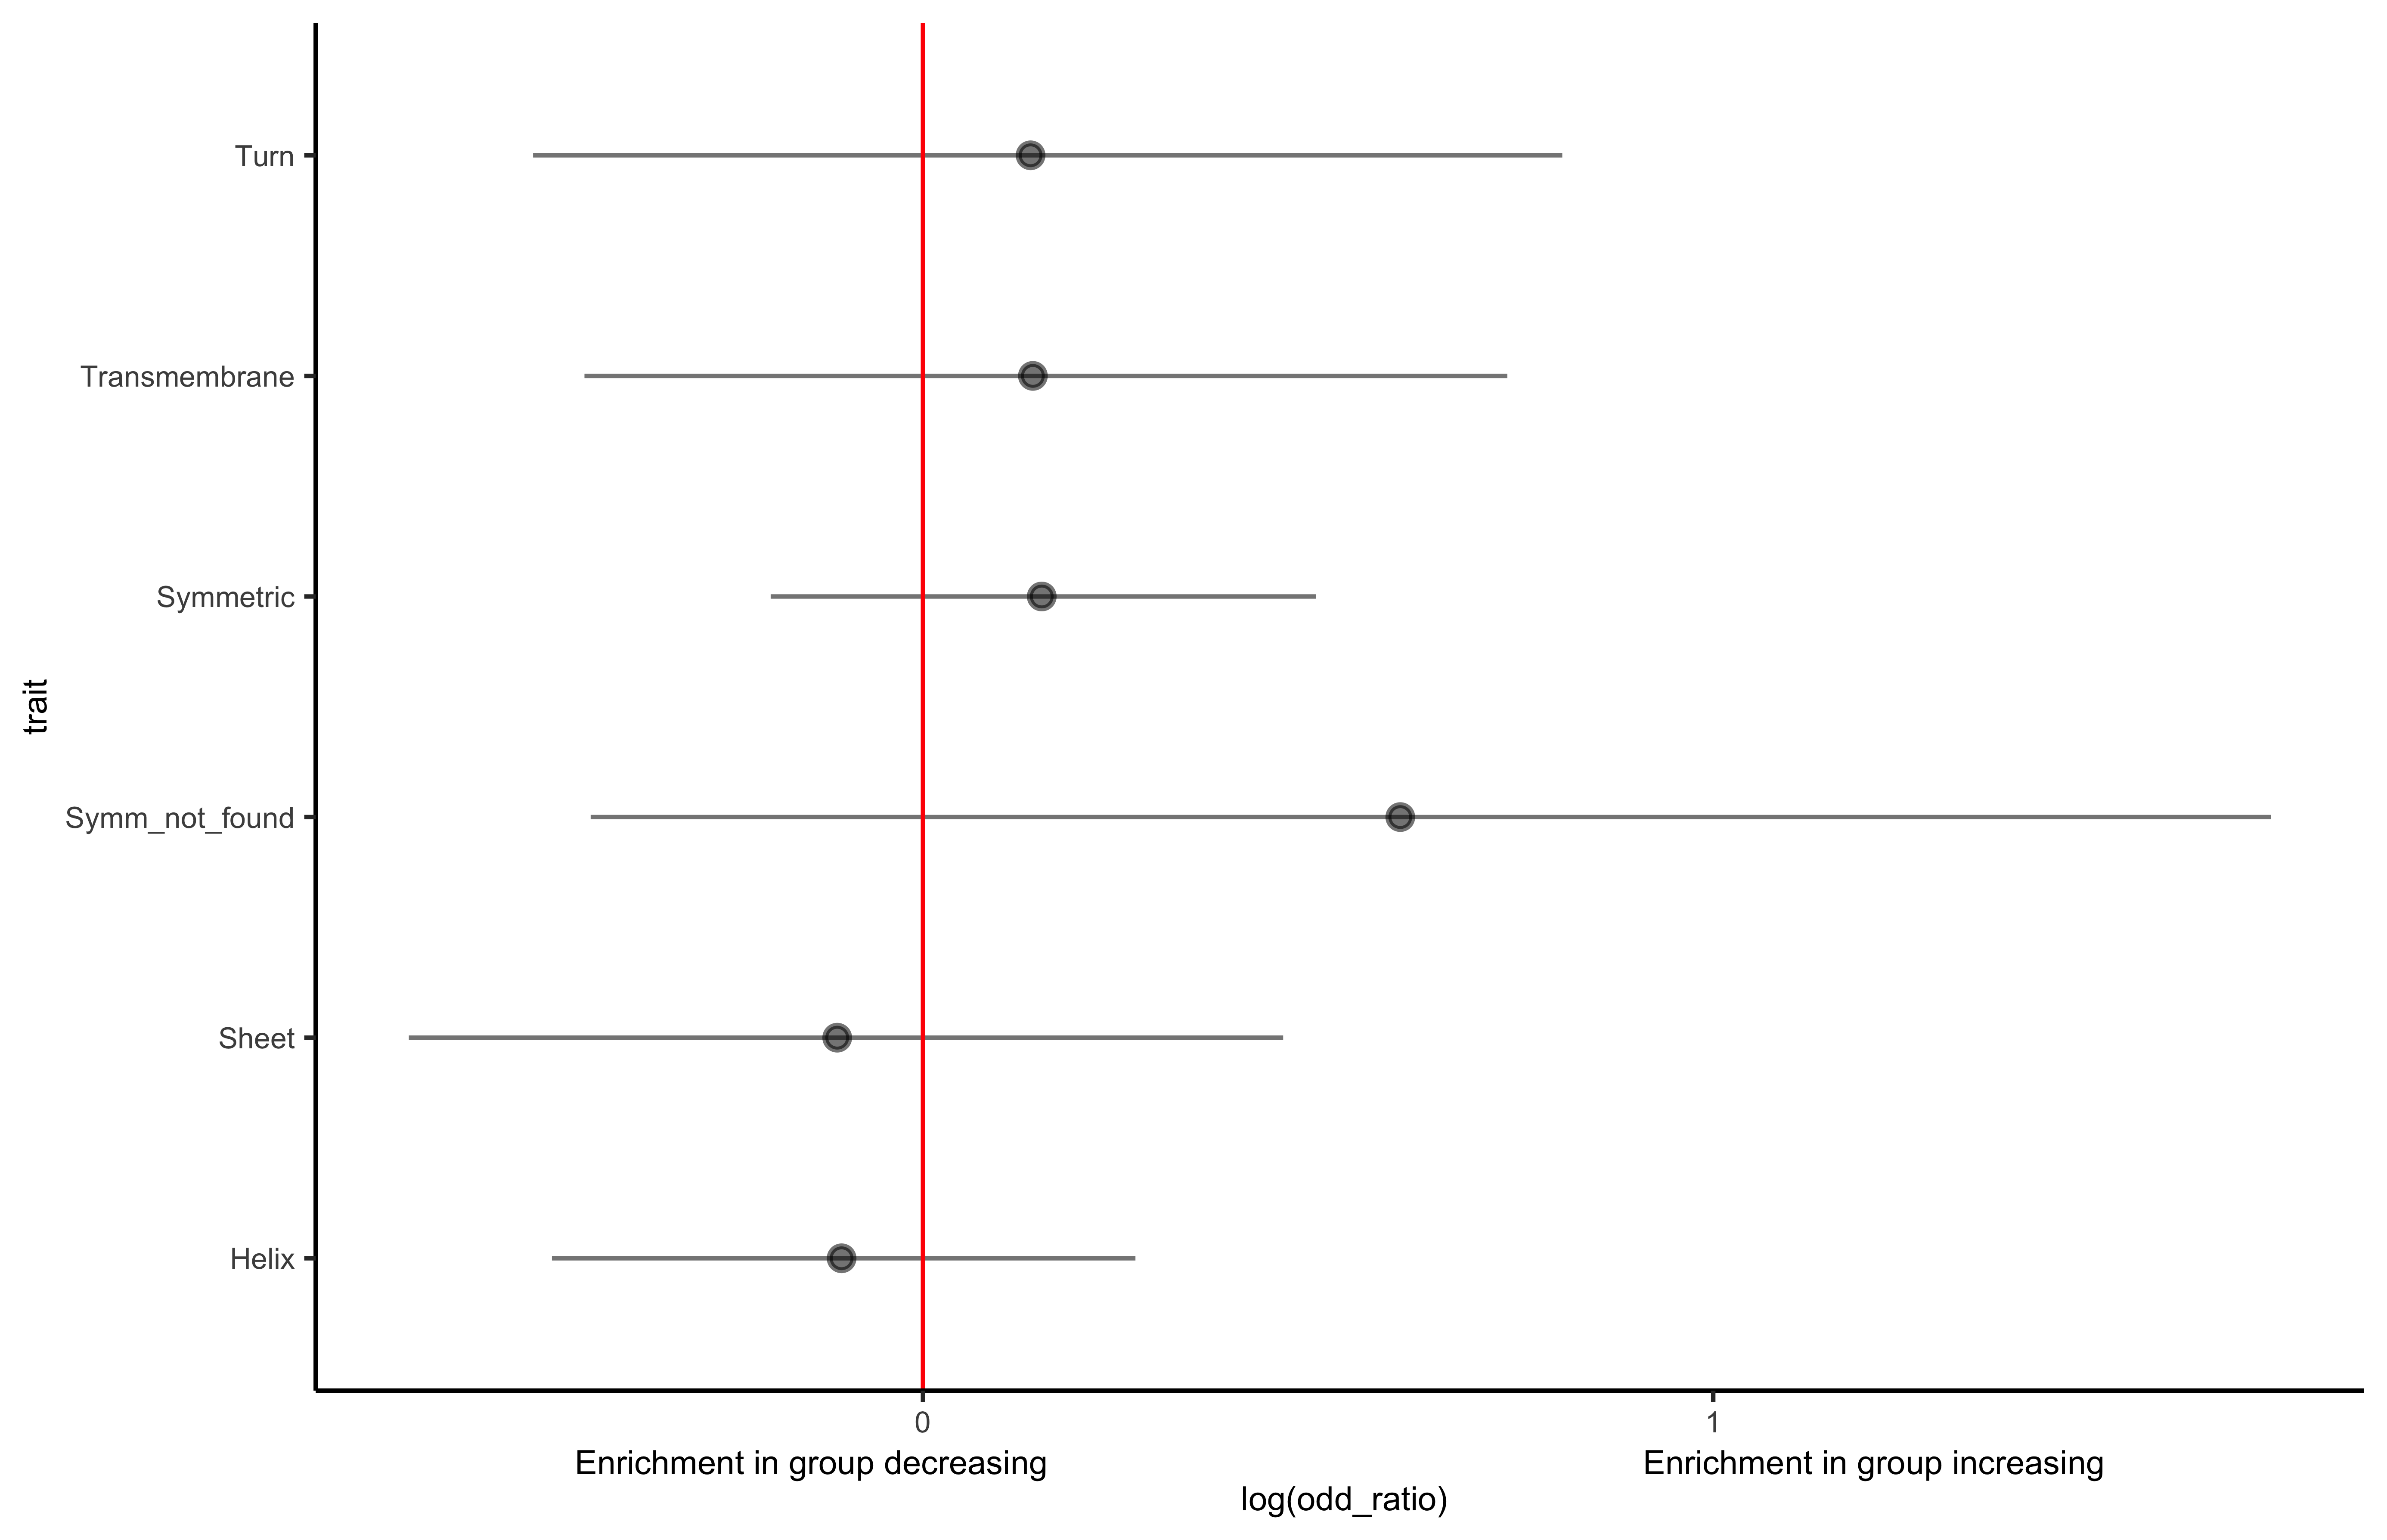 Turn
Transmembrane
Symmetric
trait
Symm_not_found
Sheet
Helix
0
1
Enrichment in group decreasing
Enrichment in group increasing
log(odd_ratio)